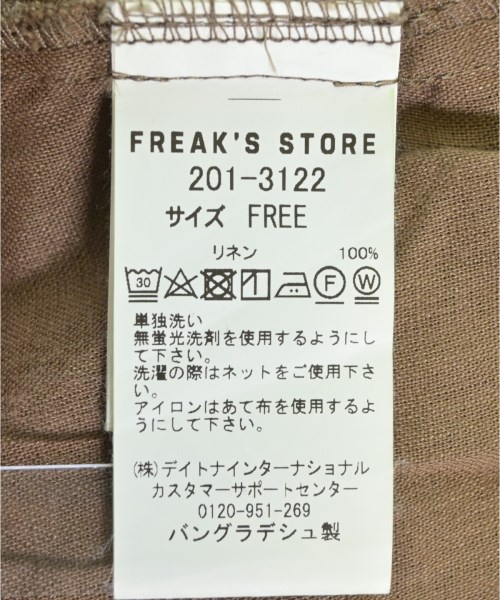 FREAK'S STORE
201-3122
サイズ FREE
リネン 100%
30 F W
単独洗い
無蛍光洗剤を使用するようにし
て下さい。
洗濯の際はネットをご使用下さ
い。
アイロンはあて布を使用するよ
うにして下さい。
(株)デイトナインターナショナル
カスタマーサポートセンター
0120-951-269
バングラデシュ製